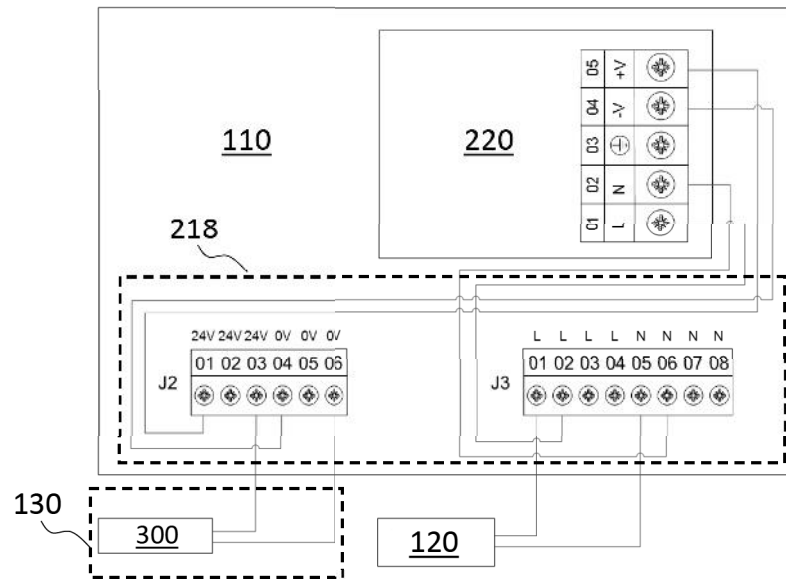 05 +V
04 -V
110
220
03 ⏚
02 N
01 L
218
24V 24V 24V 0V 0V 0V
L L L L N N N N
J2 01 02 03 04 05 06
J3 01 02 03 04 05 06 07 08
130
300
120